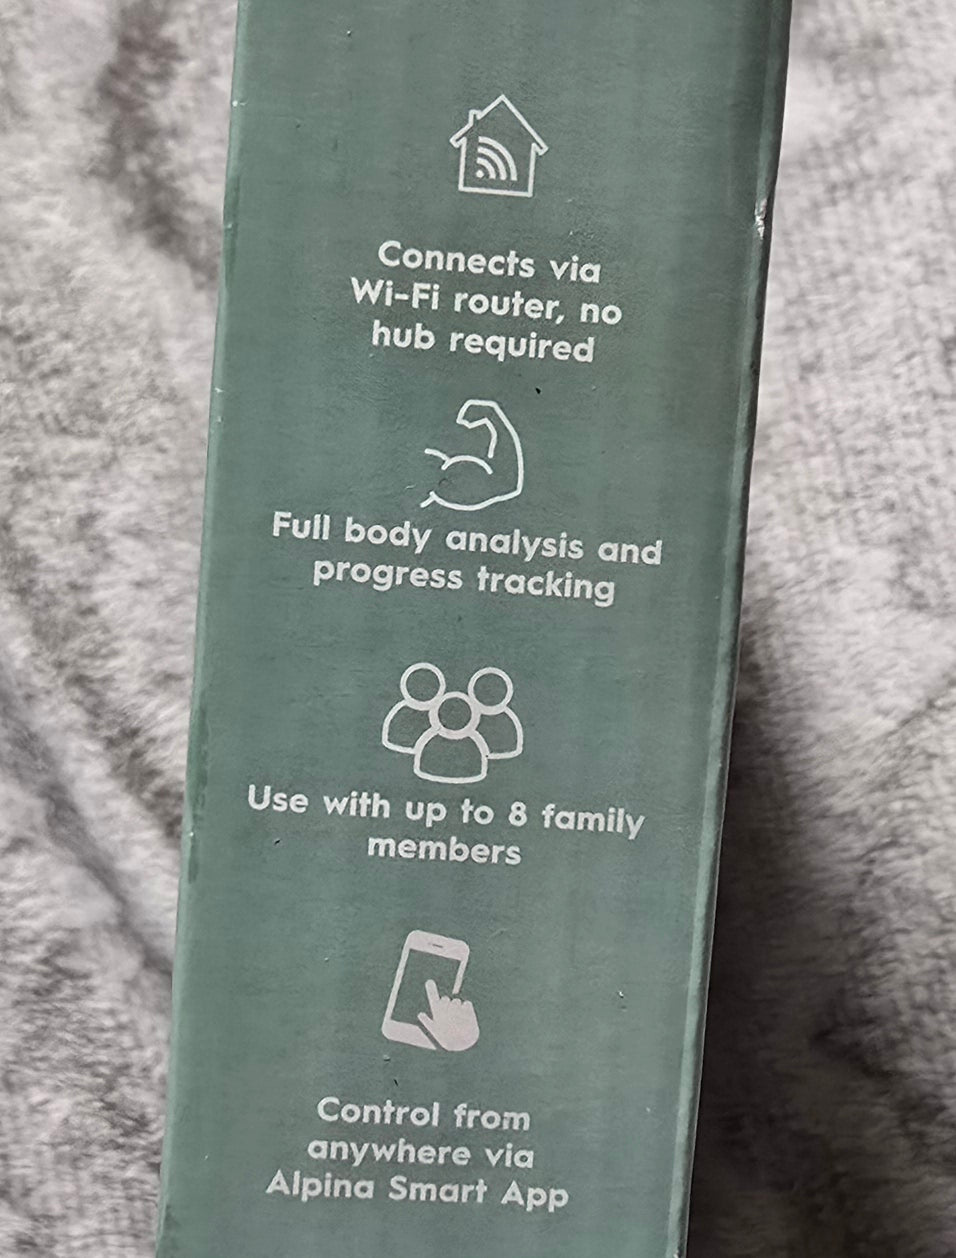 Connects via
Wi-Fi router, no
hub required
Full body analysis and
progress tracking
Use with up to 8 family
members
Control from
anywhere via
Alpina Smart App